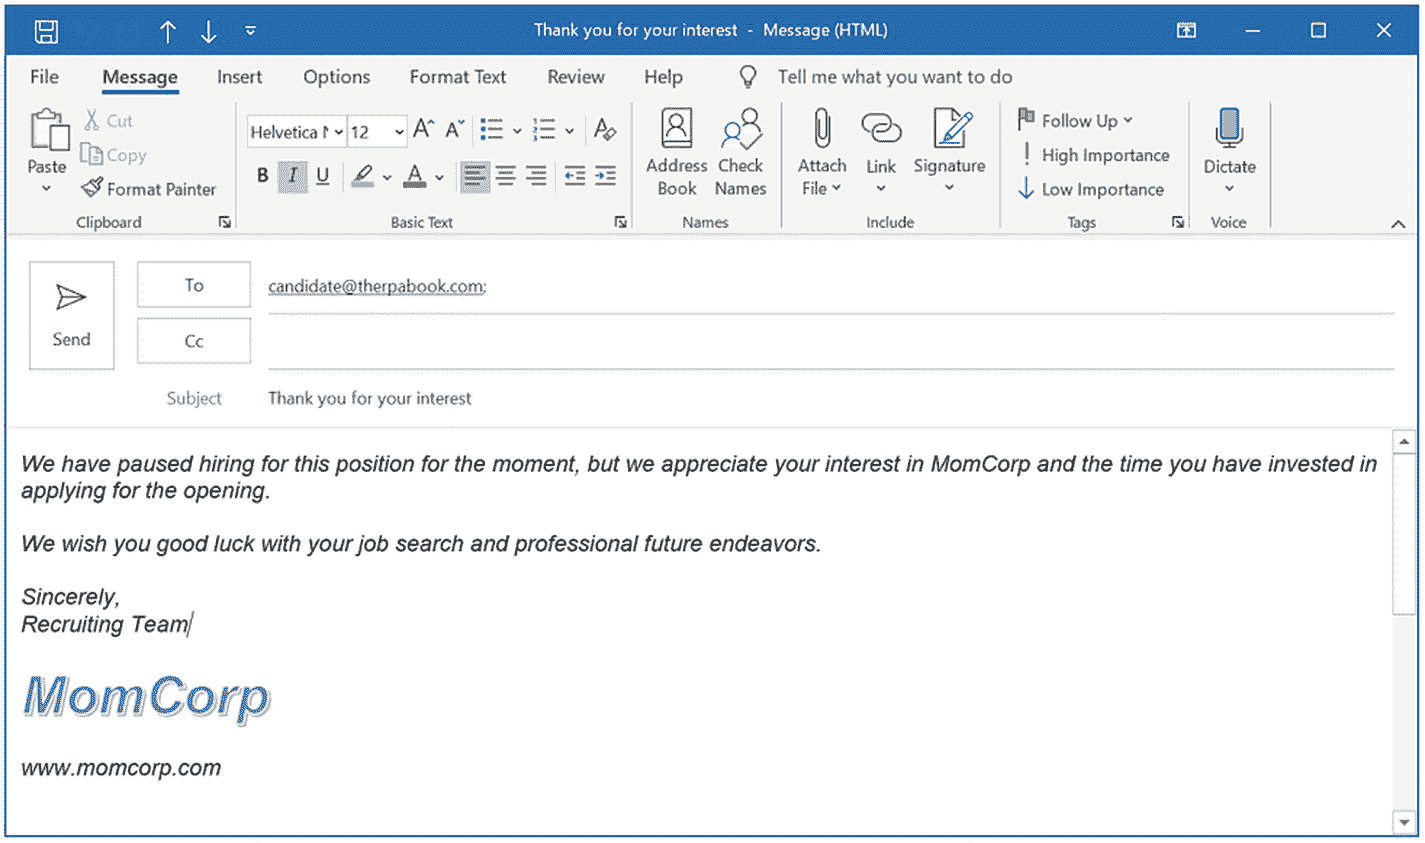 Thank you for your interest - Message (HTML)
File Message Insert Options Format Text Review Help Tell me what you want to do
Paste
Cut
Copy
Format Painter
Clipboard
Helvetica 12
B I U
Basic Text
Address Book
Check Names
Names
Attach File
Link
Signature
Include
Follow Up
High Importance
Low Importance
Tags
Dictate
Voice
Send
To candidate@therpabook.com;
Cc
Subject Thank you for your interest
We have paused hiring for this position for the moment, but we appreciate your interest in MomCorp and the time you have invested in
applying for the opening.
We wish you good luck with your job search and professional future endeavors.
Sincerely,
Recruiting Team
MomCorp
www.momcorp.com